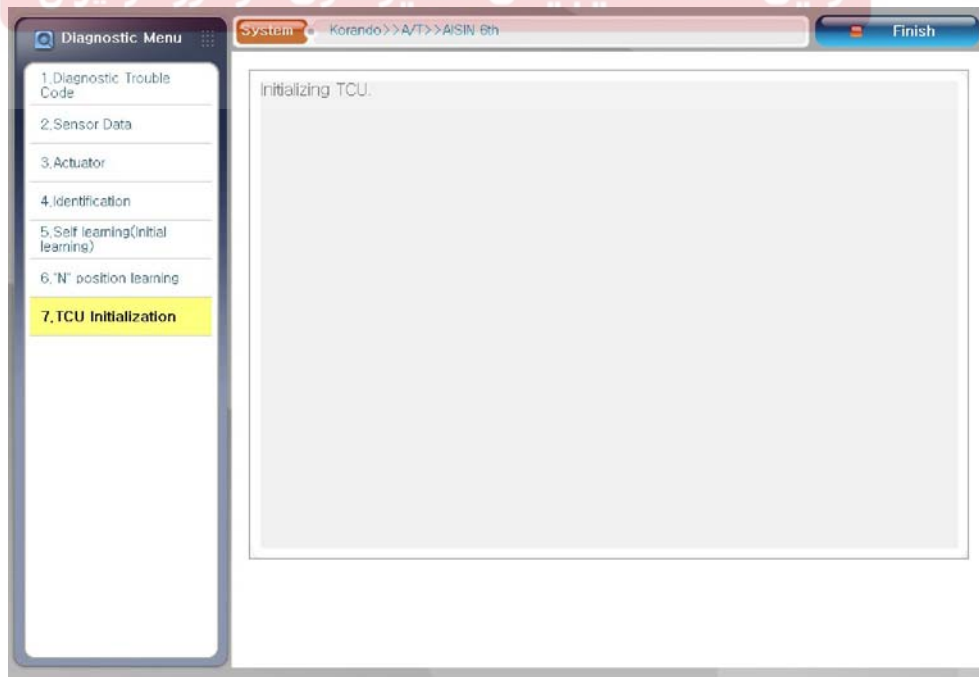 Diagnostic Menu
System
Korando>>A/T>>AISIN 6th
Finish
1.Diagnostic Trouble
Code
2.Sensor Data
3.Actuator
4.Identification
5.Self learning(Initial
learning)
6."N" position learning
7.TCU Initialization
Initializing TCU.